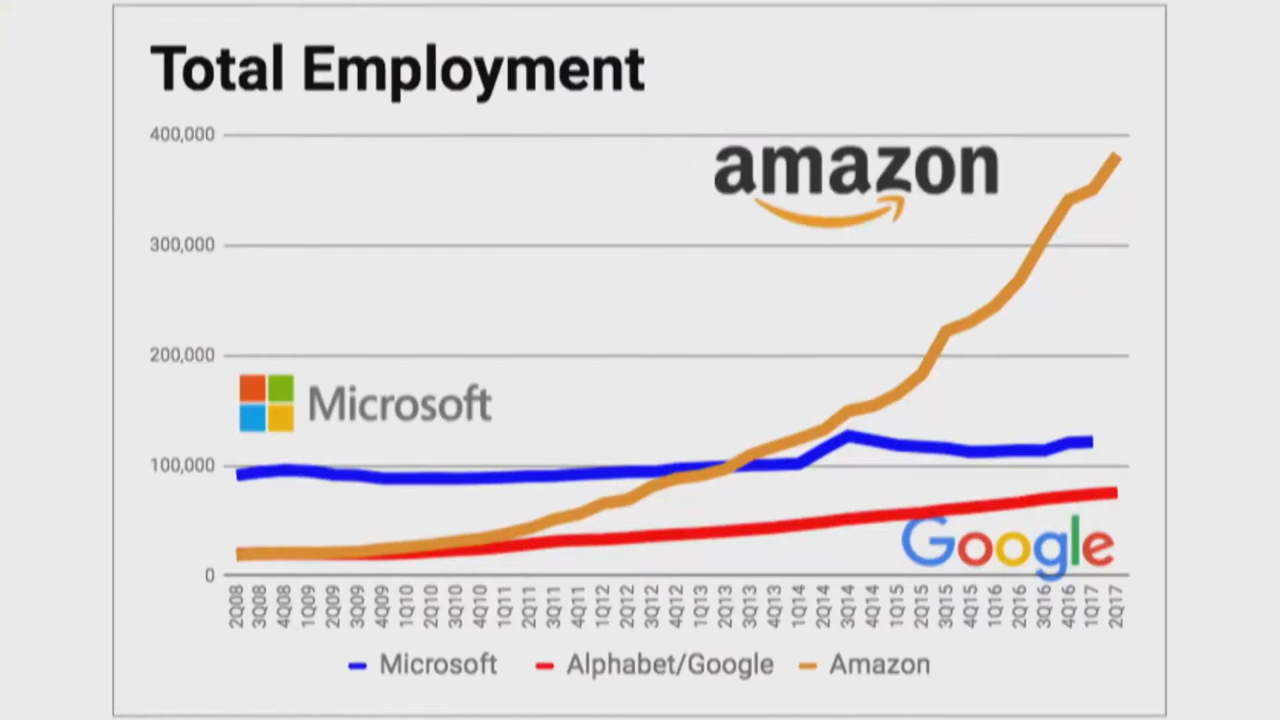 Total Employment
400,000
amazon
300,000
200,000
Microsoft
100,000
Google
0
2Q08 3Q08 4Q08 1Q09 2Q09 3Q09 4Q09 1Q10 2Q10 3Q10 4Q10 1Q11 2Q11 3Q11 4Q11 1Q12 2Q12 3Q12 4Q12 1Q13 2Q13 3Q13 4Q13 1Q14 2Q14 3Q14 4Q14 1Q15 2Q15 3Q15 4Q15 1Q16 2Q16 3Q16 4Q16 1Q17 2Q17
Microsoft Alphabet/Google Amazon